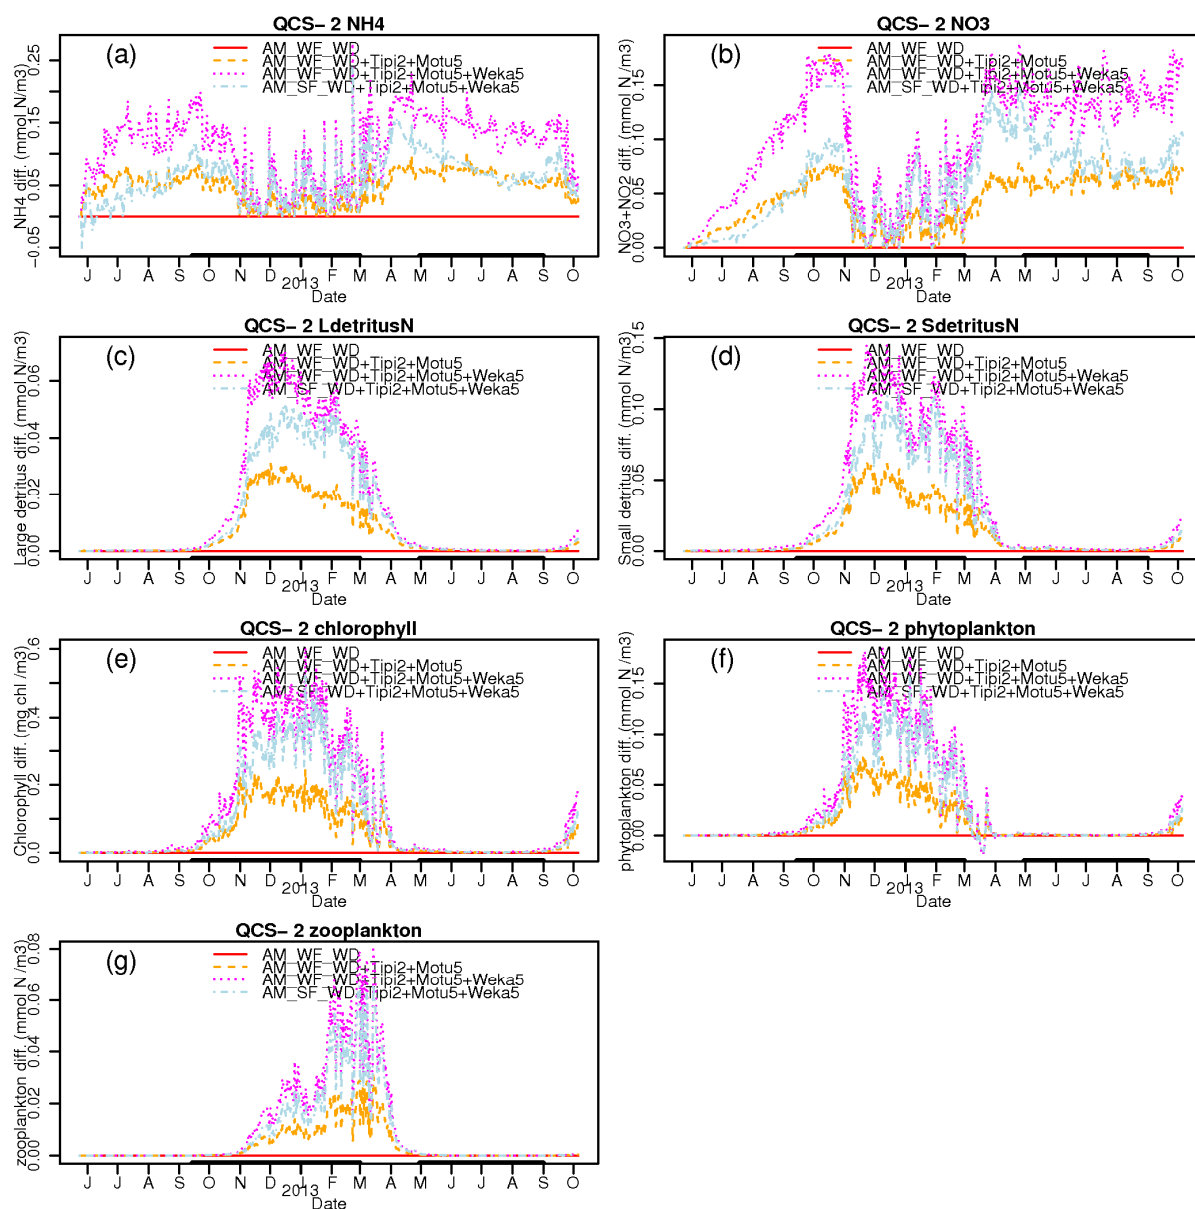 QCS− 2 NH4
(a)
AM_WF_WD
AM_WF_WD+Tipi2+Motu5
AM_WF_WD+Tipi2+Motu5+Weka5
AM_SF_WD+Tipi2+Motu5+Weka5
NH4 diff. (mmol N/m3)
−0.05 0.05 0.15 0.25
J J A S O N D J F M A M J J A S O
2013
Date
QCS− 2 NO3
(b)
AM_WF_WD
AM_WF_WD+Tipi2+Motu5
AM_WF_WD+Tipi2+Motu5+Weka5
AM_SF_WD+Tipi2+Motu5+Weka5
NO3+NO2 diff. (mmol N/m3)
0.00 0.05 0.10 0.15
J J A S O N D J F M A M J J A S O
2013
Date
QCS− 2 LdetritusN
(c)
AM_WF_WD
AM_WF_WD+Tipi2+Motu5
AM_WF_WD+Tipi2+Motu5+Weka5
AM_SF_WD+Tipi2+Motu5+Weka5
Large detritus diff. (mmol N/m3)
0.00 0.02 0.04 0.06
J J A S O N D J F M A M J J A S O
2013
Date
QCS− 2 SdetritusN
(d)
AM_WF_WD
AM_WF_WD+Tipi2+Motu5
AM_WF_WD+Tipi2+Motu5+Weka5
AM_SF_WD+Tipi2+Motu5+Weka5
Small detritus diff. (mmol N/m3)
0.00 0.05 0.10 0.15
J J A S O N D J F M A M J J A S O
2013
Date
QCS− 2 chlorophyll
(e)
AM_WF_WD
AM_WF_WD+Tipi2+Motu5
AM_WF_WD+Tipi2+Motu5+Weka5
AM_SF_WD+Tipi2+Motu5+Weka5
Chlorophyll diff. (mg chl /m3)
0.0 0.2 0.4 0.6
J J A S O N D J F M A M J J A S O
2013
Date
QCS− 2 phytoplankton
(f)
AM_WF_WD
AM_WF_WD+Tipi2+Motu5
AM_WF_WD+Tipi2+Motu5+Weka5
AM_SF_WD+Tipi2+Motu5+Weka5
phytoplankton diff. (mmol N /m3)
0.00 0.05 0.10 0.15
J J A S O N D J F M A M J J A S O
2013
Date
QCS− 2 zooplankton
(g)
AM_WF_WD
AM_WF_WD+Tipi2+Motu5
AM_WF_WD+Tipi2+Motu5+Weka5
AM_SF_WD+Tipi2+Motu5+Weka5
zooplankton diff. (mmol N /m3)
0.00 0.02 0.04 0.06 0.08
J J A S O N D J F M A M J J A S O
2013
Date